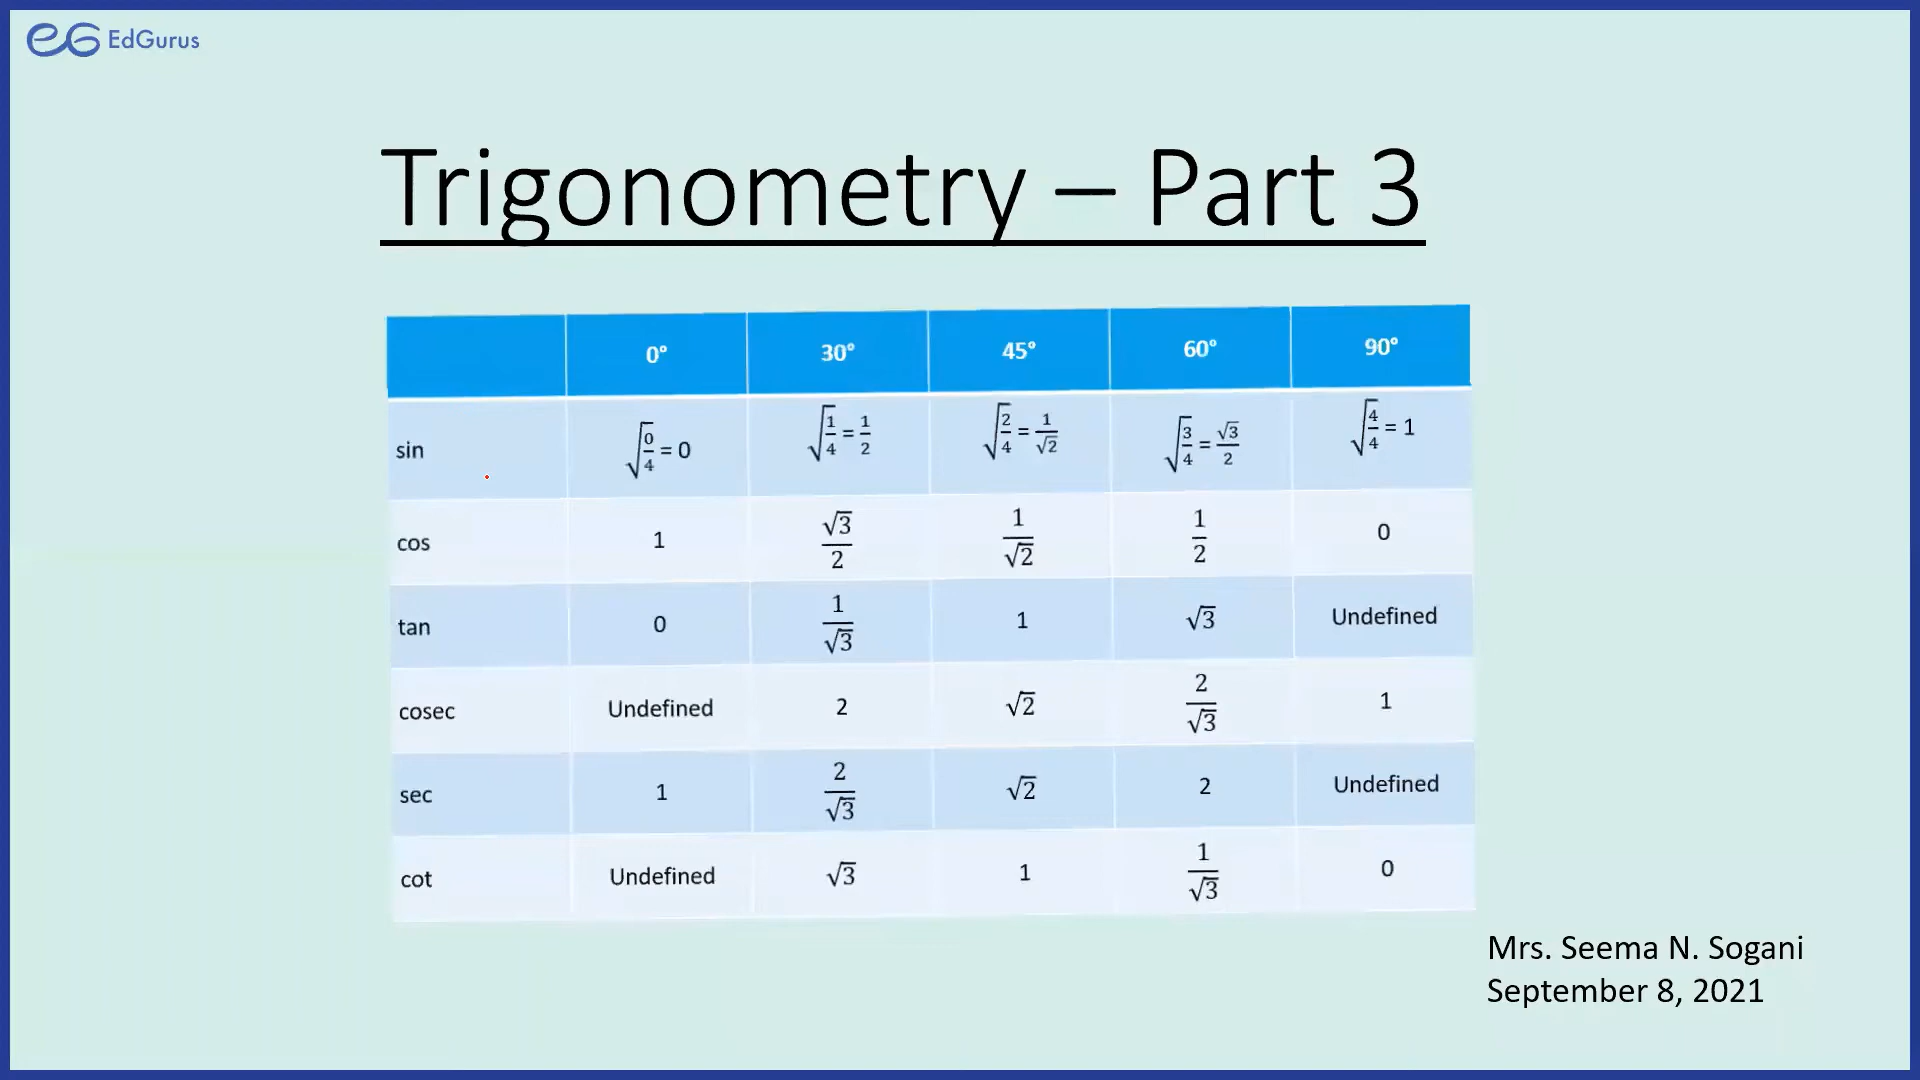 EdGurus
Trigonometry – Part 3
0° 30° 45° 60° 90°
sin √(0/4) = 0 √(1/4) = 1/2 √(2/4) = 1/√2 √(3/4) = √3/2 √(4/4) = 1
cos 1 √3/2 1/√2 1/2 0
tan 0 1/√3 1 √3 Undefined
cosec Undefined 2 √2 2/√3 1
sec 1 2/√3 √2 2 Undefined
cot Undefined √3 1 1/√3 0
Mrs. Seema N. Sogani
September 8, 2021